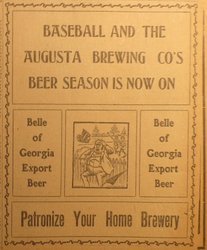 BASEBALL AND THE
AUGUSTA BREWING CO'S
BEER SEASON IS NOW ON
Belle
of
Georgia
Export
Beer
Belle
of
Georgia
Export
Beer
Patronize Your Home Brewery